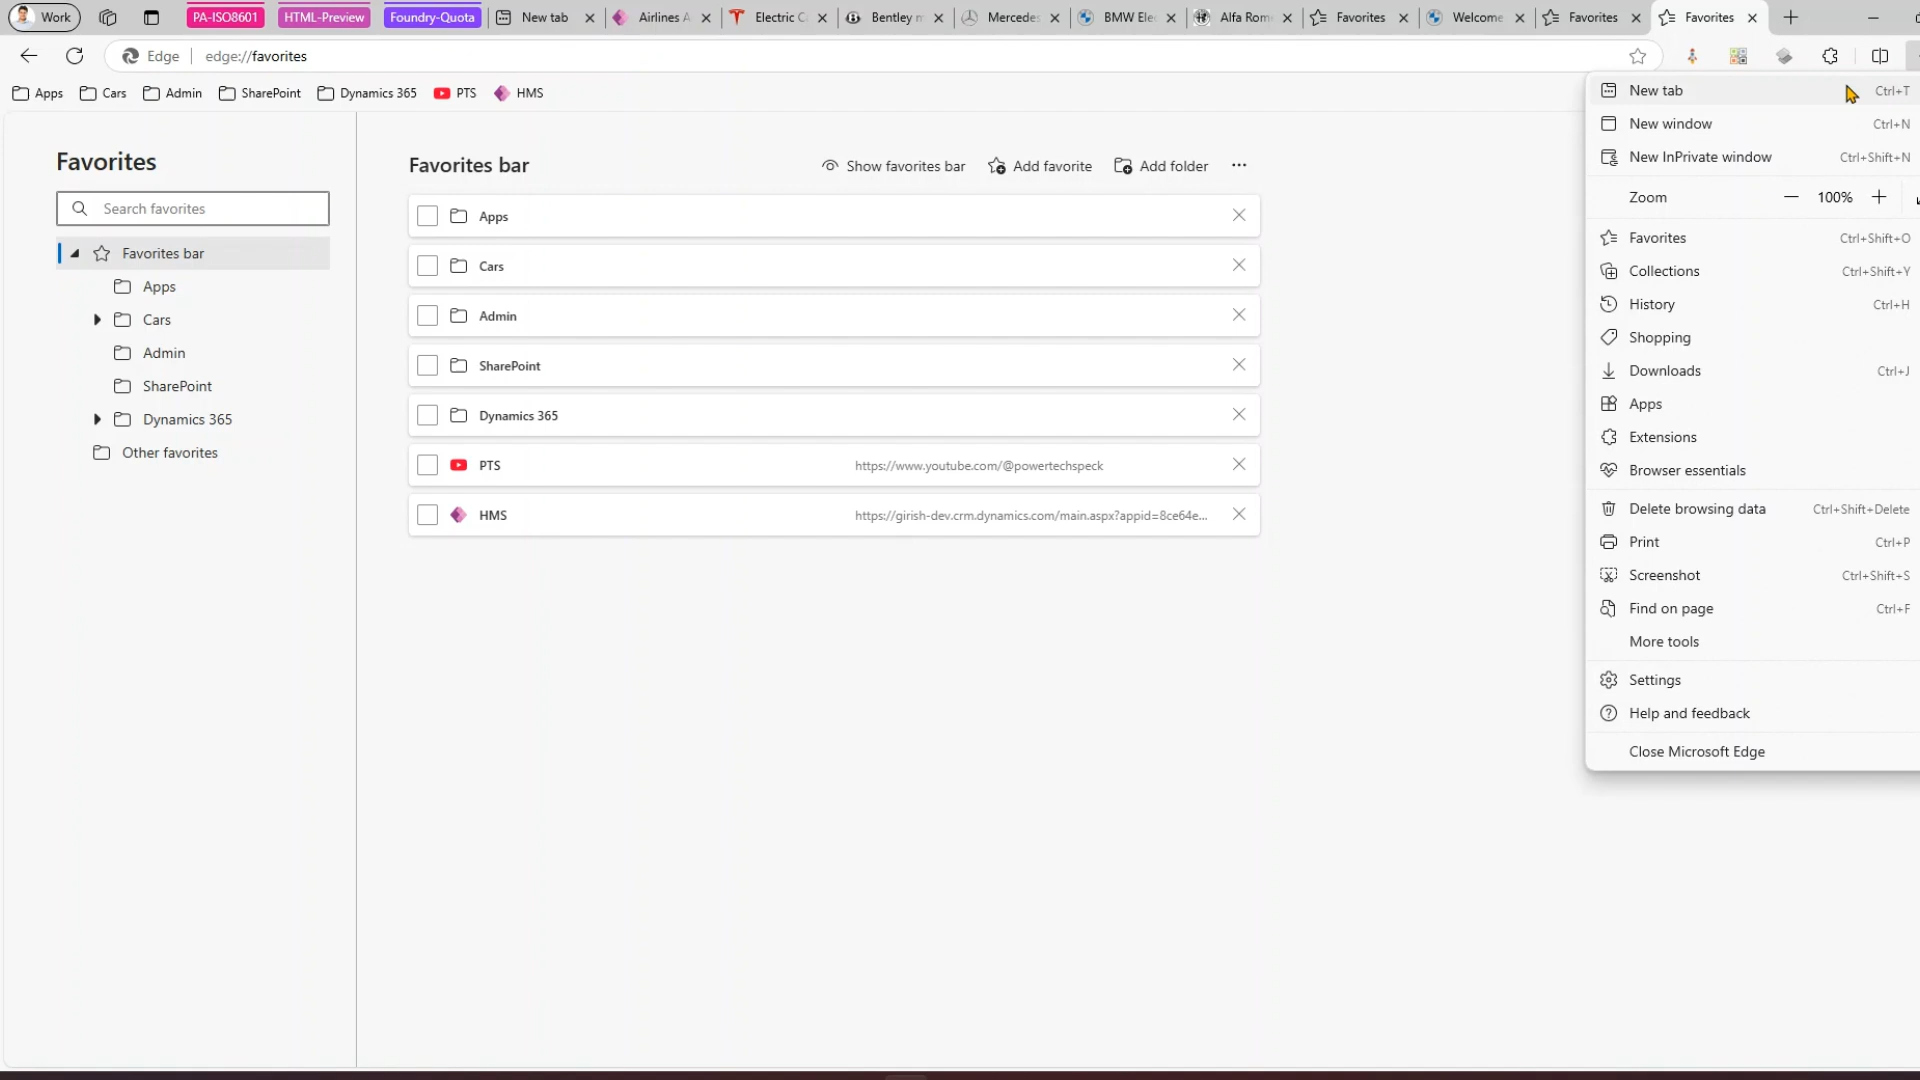 Work
PA-ISO8601
HTML-Preview
Foundry-Quota
New tab
Airlines A
Electric C
Bentley m
Mercedes
BMW Ele
Alfa Rom
Favorites
Welcome
Favorites
Favorites
Edge
edge://favorites
Apps
Cars
Admin
SharePoint
Dynamics 365
PTS
HMS
Favorites
Search favorites
Favorites bar
Apps
Cars
Admin
SharePoint
Dynamics 365
Other favorites
Favorites bar
Show favorites bar
Add favorite
Add folder
Apps
Cars
Admin
SharePoint
Dynamics 365
PTS https://www.youtube.com/@powertechspeck
HMS https://girish-dev.crm.dynamics.com/main.aspx?appid=8ce64e...
New tab Ctrl+T
New window Ctrl+N
New InPrivate window Ctrl+Shift+N
Zoom 100%
Favorites Ctrl+Shift+O
Collections Ctrl+Shift+Y
History Ctrl+H
Shopping
Downloads Ctrl+J
Apps
Extensions
Browser essentials
Delete browsing data Ctrl+Shift+Delete
Print Ctrl+P
Screenshot Ctrl+Shift+S
Find on page Ctrl+F
More tools
Settings
Help and feedback
Close Microsoft Edge